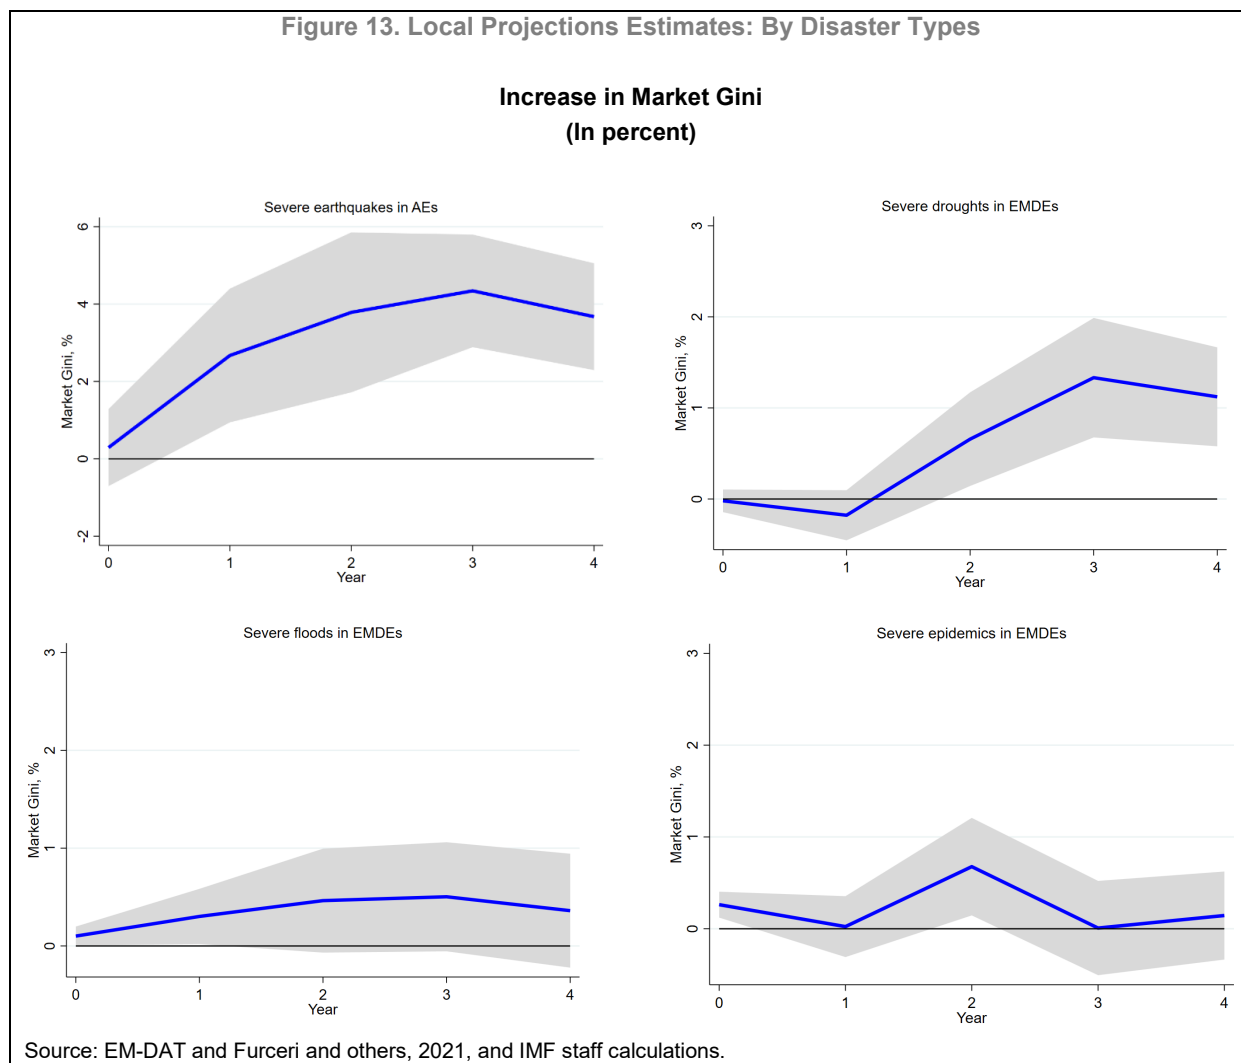 Figure 13. Local Projections Estimates: By Disaster Types
Increase in Market Gini
(In percent)
Severe earthquakes in AEs
Market Gini, %
6
4
2
0
-2
0 1 2 3 4
Year
Severe droughts in EMDEs
Market Gini, %
3
2
1
0
0 1 2 3 4
Year
Severe floods in EMDEs
Market Gini, %
3
2
1
0
0 1 2 3 4
Year
Severe epidemics in EMDEs
Market Gini, %
3
2
1
0
0 1 2 3 4
Year
Source: EM-DAT and Furceri and others, 2021, and IMF staff calculations.